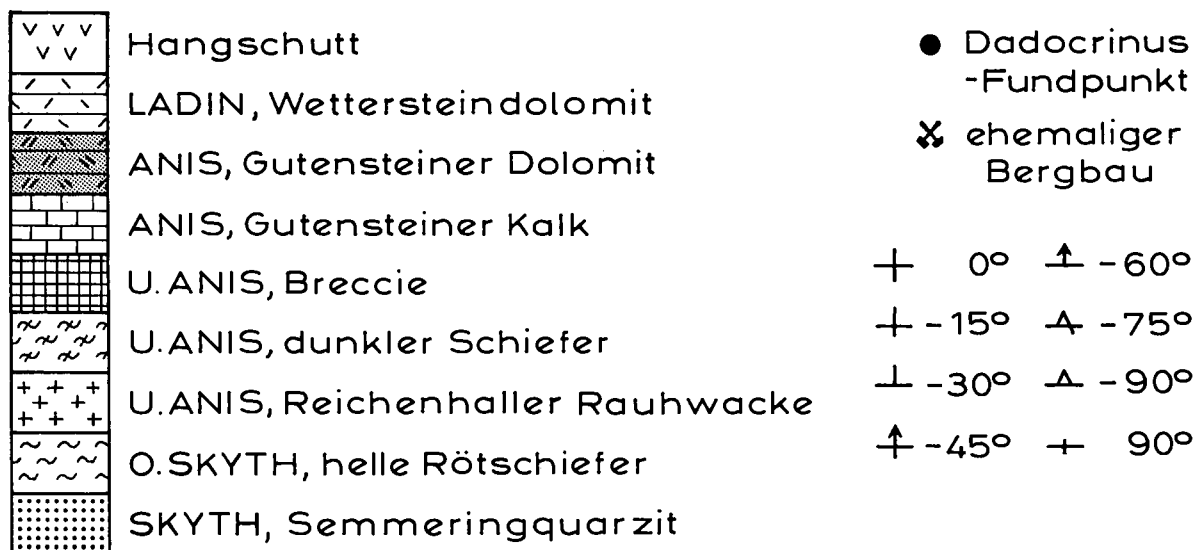 Hangschutt
LADIN, Wettersteindolomit
ANIS, Gutensteiner Dolomit
ANIS, Gutensteiner Kalk
U.ANIS, Breccie
U.ANIS, dunkler Schiefer
U.ANIS, Reichenhaller Rauhwacke
O.SKYTH, helle Rötschiefer
SKYTH, Semmeringquarzit
Dadocrinus
-Fundpunkt
ehemaliger
Bergbau
0° -60°
-15° -75°
-30° -90°
-45° 90°